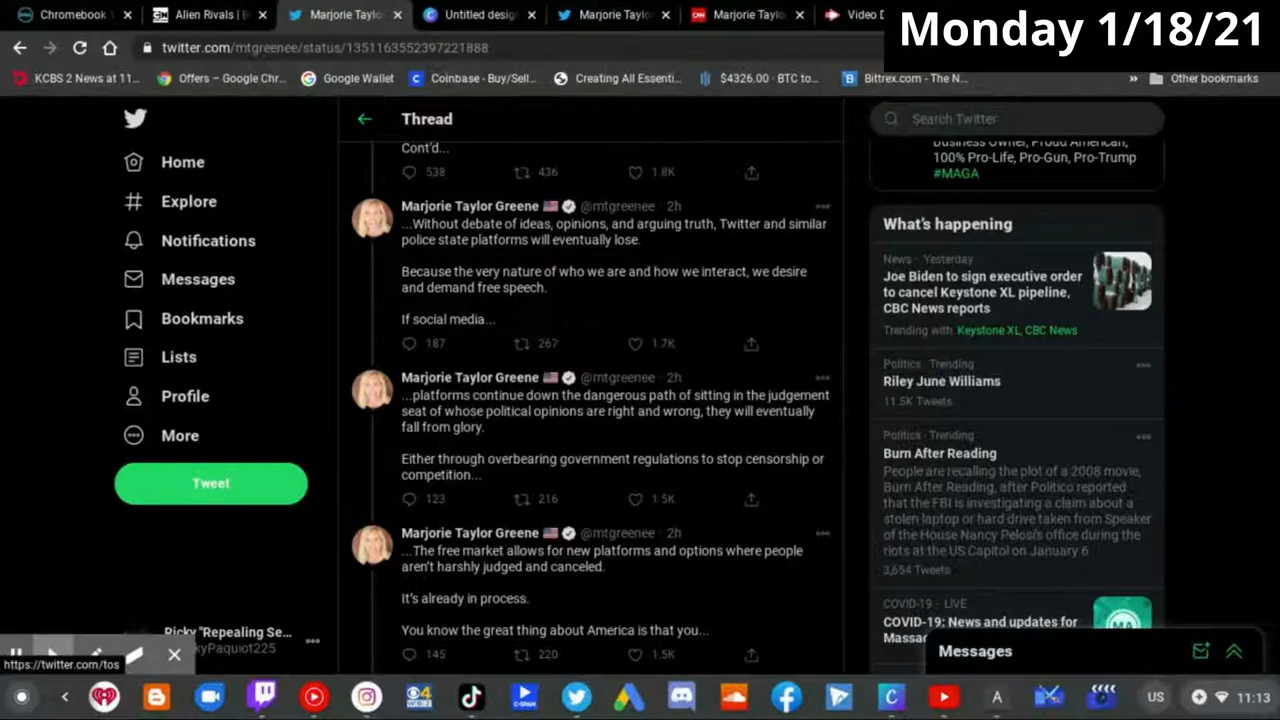 Monday 1/18/21
Chromebook
Alien Rivals | B
Marjorie Taylo
Untitled desig
Marjorie Taylo
Marjorie Taylo
Video D
twitter.com/mtgreenee/status/1351163552397221888
KCBS 2 News at 11...
Offers – Google Chr...
Google Wallet
Coinbase - Buy/Sell...
Creating All Essenti...
$4326.00 · BTC to...
Bittrex.com - The N...
Other bookmarks
Home
Explore
Notifications
Messages
Bookmarks
Lists
Profile
More
Tweet
Ricky "Repealing Se...
kyPaquiot225
https://twitter.com/tos
Thread
Cont'd...
538 436 1.8K
Marjorie Taylor Greene @mtgreenee · 2h
...Without debate of ideas, opinions, and arguing truth, Twitter and similar
police state platforms will eventually lose.
Because the very nature of who we are and how we interact, we desire
and demand free speech.
If social media...
187 267 1.7K
Marjorie Taylor Greene @mtgreenee · 2h
...platforms continue down the dangerous path of sitting in the judgement
seat of whose political opinions are right and wrong, they will eventually
fall from glory.
Either through overbearing government regulations to stop censorship or
competition...
123 216 1.5K
Marjorie Taylor Greene @mtgreenee · 2h
...The free market allows for new platforms and options where people
aren't harshly judged and canceled.
It's already in process.
You know the great thing about America is that you...
145 220 1.5K
Search Twitter
Business Owner, Proud American,
100% Pro-Life, Pro-Gun, Pro-Trump
#MAGA
What's happening
News · Yesterday
Joe Biden to sign executive order
to cancel Keystone XL pipeline,
CBC News reports
Trending with Keystone XL, CBC News
Politics · Trending
Riley June Williams
11.5K Tweets
Politics · Trending
Burn After Reading
People are recalling the plot of a 2008 movie,
Burn After Reading, after Politico reported
that the FBI is investigating a claim about a
stolen laptop or hard drive taken from Speaker
of the House Nancy Pelosi's office during the
riots at the US Capitol on January 6
3,654 Tweets
COVID-19 · LIVE
COVID-19: News and updates for
Massa
MA
Messages
US
11:13